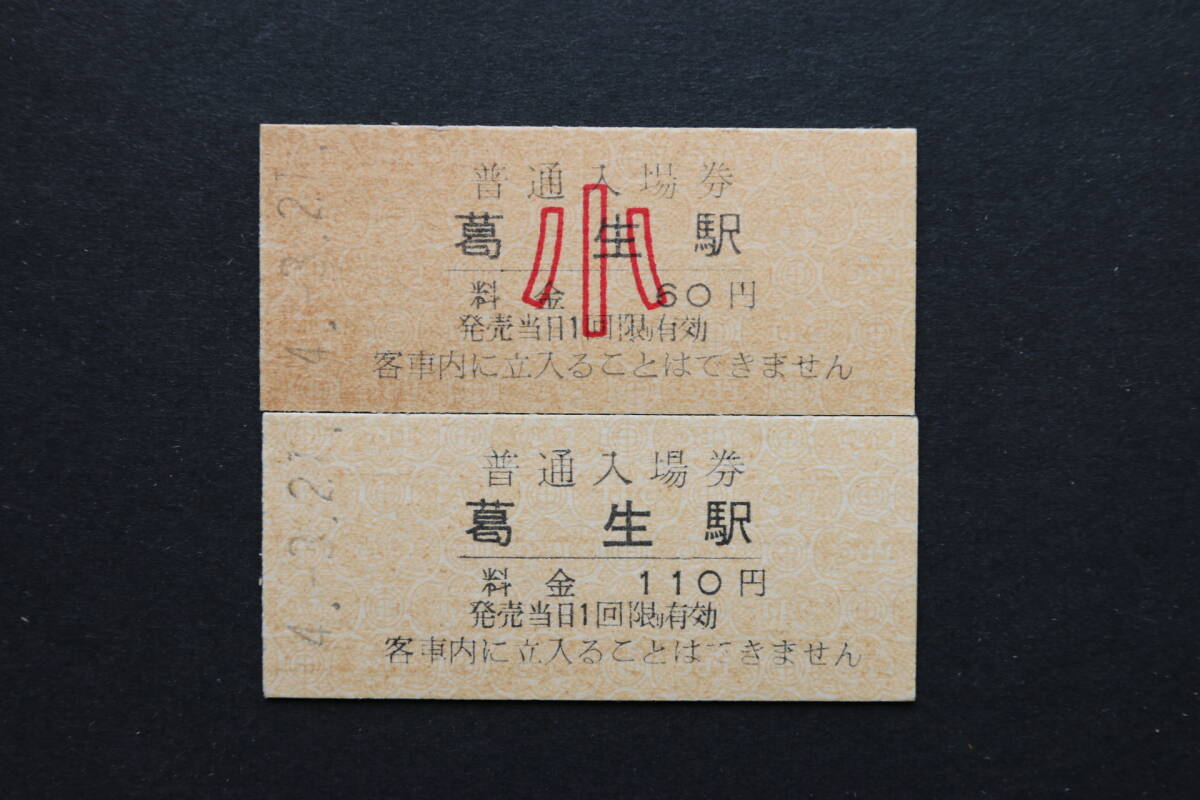 普通入場券
小
葛生駅
料金 60円
発売当日1回限り有効
客車内に立入ることはできません
普通入場券
葛生駅
料金 110円
発売当日1回限り有効
客車内に立入ることはできません
4.-3.27.